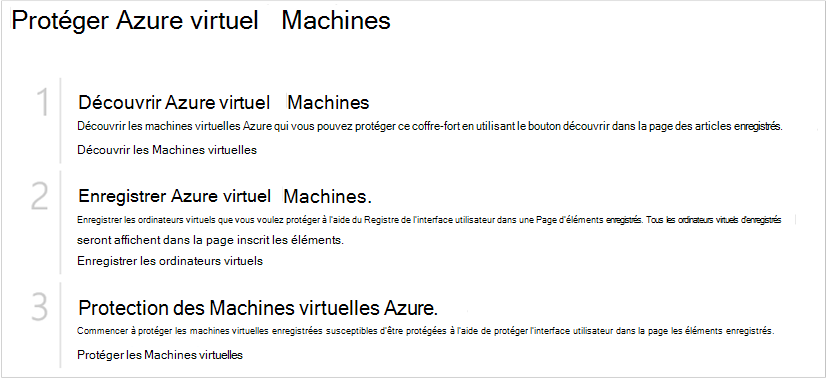 Protéger Azure virtuel Machines
1
Découvrir Azure virtuel Machines
Découvrir les machines virtuelles Azure qui vous pouvez protéger ce coffre-fort en utilisant le bouton découvrir dans la page des articles enregistrés.
Découvrir les Machines virtuelles
2
Enregistrer Azure virtuel Machines.
Enregistrer les ordinateurs virtuels que vous voulez protéger à l'aide du Registre de l'interface utilisateur dans une Page d'éléments enregistrés. Tous les ordinateurs virtuels d'enregistrés
seront affichent dans la page inscrit les éléments.
Enregistrer les ordinateurs virtuels
3
Protection des Machines virtuelles Azure.
Commencer à protéger les machines virtuelles enregistrées susceptibles d'être protégées à l'aide de protéger l'interface utilisateur dans la page les éléments enregistrés.
Protéger les Machines virtuelles